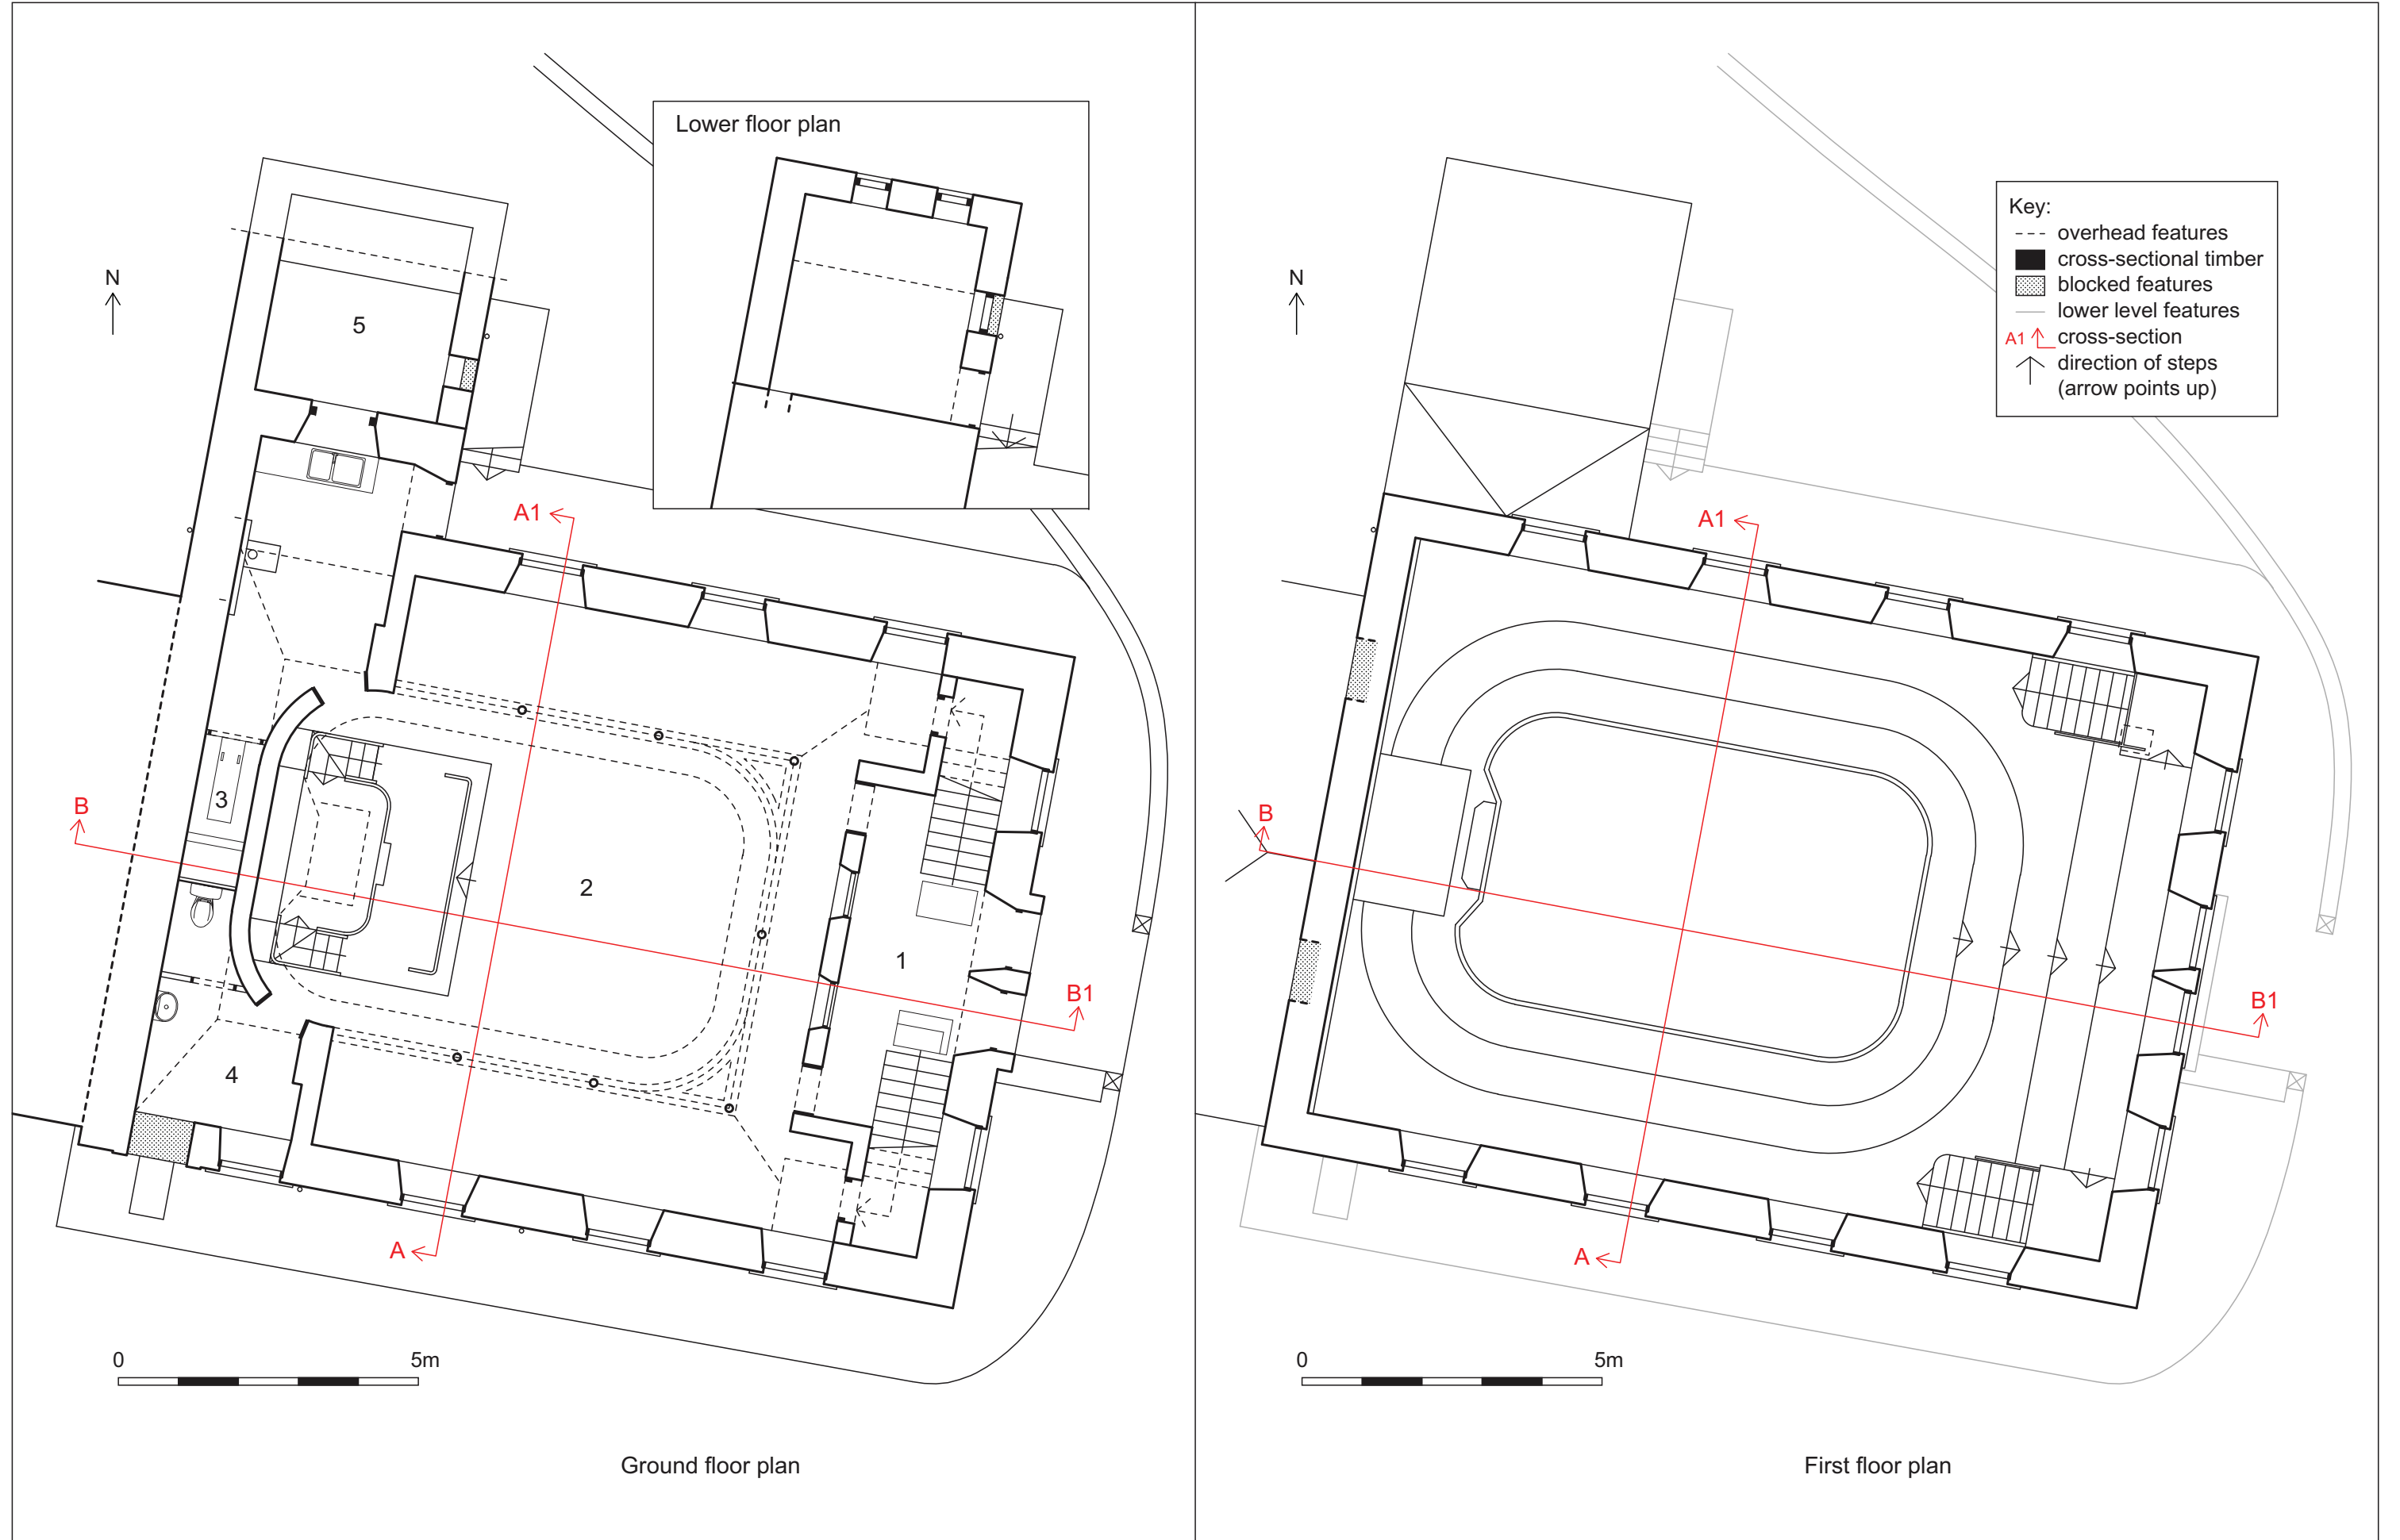 Lower floor plan
N
5
A1
3
B
2
1
B1
4
A
0 5m
Ground floor plan
Key:
overhead features
cross-sectional timber
blocked features
lower level features
A1 cross-section
direction of steps
(arrow points up)
N
A1
B
B1
A
0 5m
First floor plan